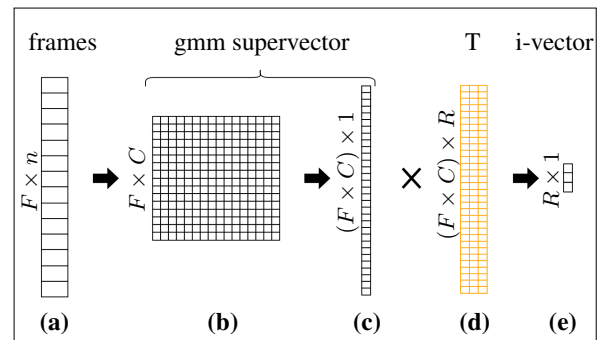 frames gmm supervector T i-vector
F × n
F × C
(F × C) × 1
×
(F × C) × R
R × 1
(a) (b) (c) (d) (e)